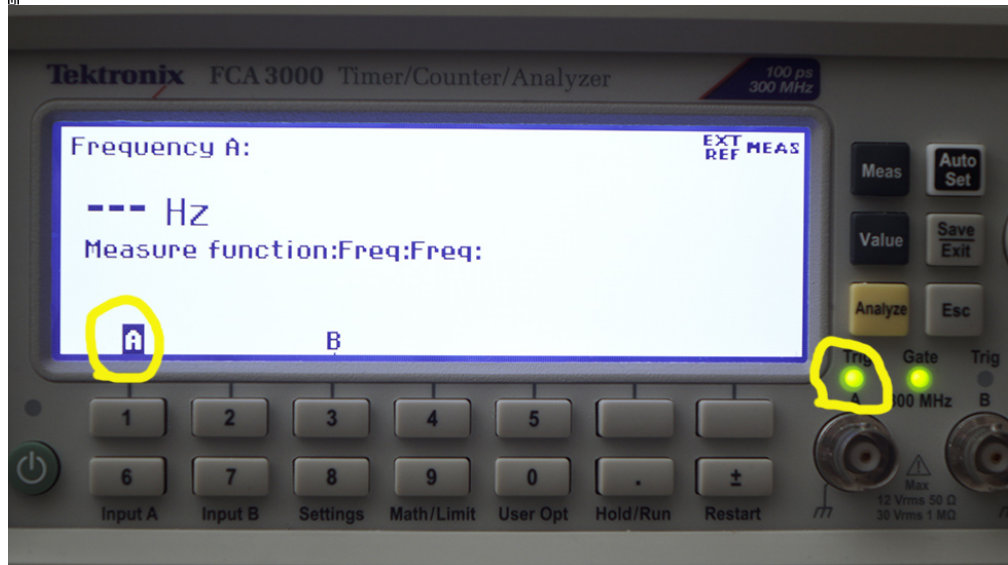 Tektronix FCA 3000 Timer/Counter/Analyzer
100 ps
300 MHz
Frequency A:
EXT
REF MEAS
--- Hz
Measure function:Freq:Freq:
A B
Meas
Auto
Set
Value
Save
Exit
Analyze
Esc
Trig Gate Trig
A 300 MHz B
1 2 3 4 5
6 7 8 9 0 . ±
Input A Input B Settings Math/Limit User Opt Hold/Run Restart
Max
12 Vrms 50 Ω
30 Vrms 1 MΩ